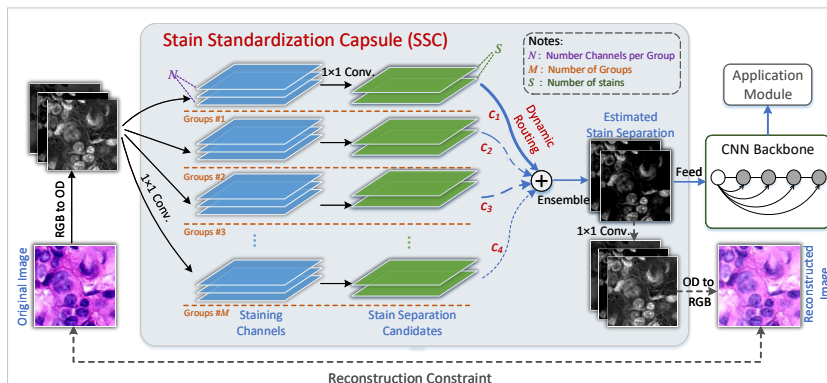 Stain Standardization Capsule (SSC)
Notes:
N : Number Channels per Group
M : Number of Groups
S : Number of stains
N
1×1 Conv.
S
Groups #1
Groups #2
Groups #3
Groups #M
1×1 Conv.
RGB to OD
Original Image
Staining
Channels
Stain Separation
Candidates
C1
C2
C3
C4
Dynamic
Routing
Ensemble
Estimated
Stain Separation
Feed
Application
Module
CNN Backbone
1×1 Conv.
OD to
RGB
Reconstructed
Image
Reconstruction Constraint